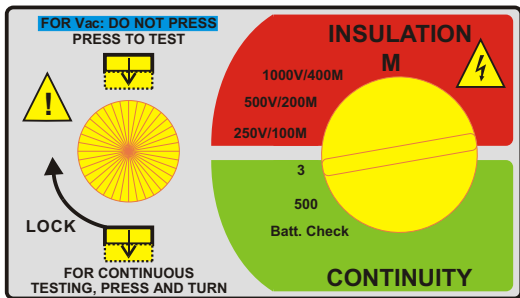 FOR Vac: DO NOT PRESS
PRESS TO TEST
!
LOCK
FOR CONTINUOUS
TESTING, PRESS AND TURN
INSULATION
M
1000V/400M
500V/200M
250V/100M
3
500
Batt. Check
CONTINUITY